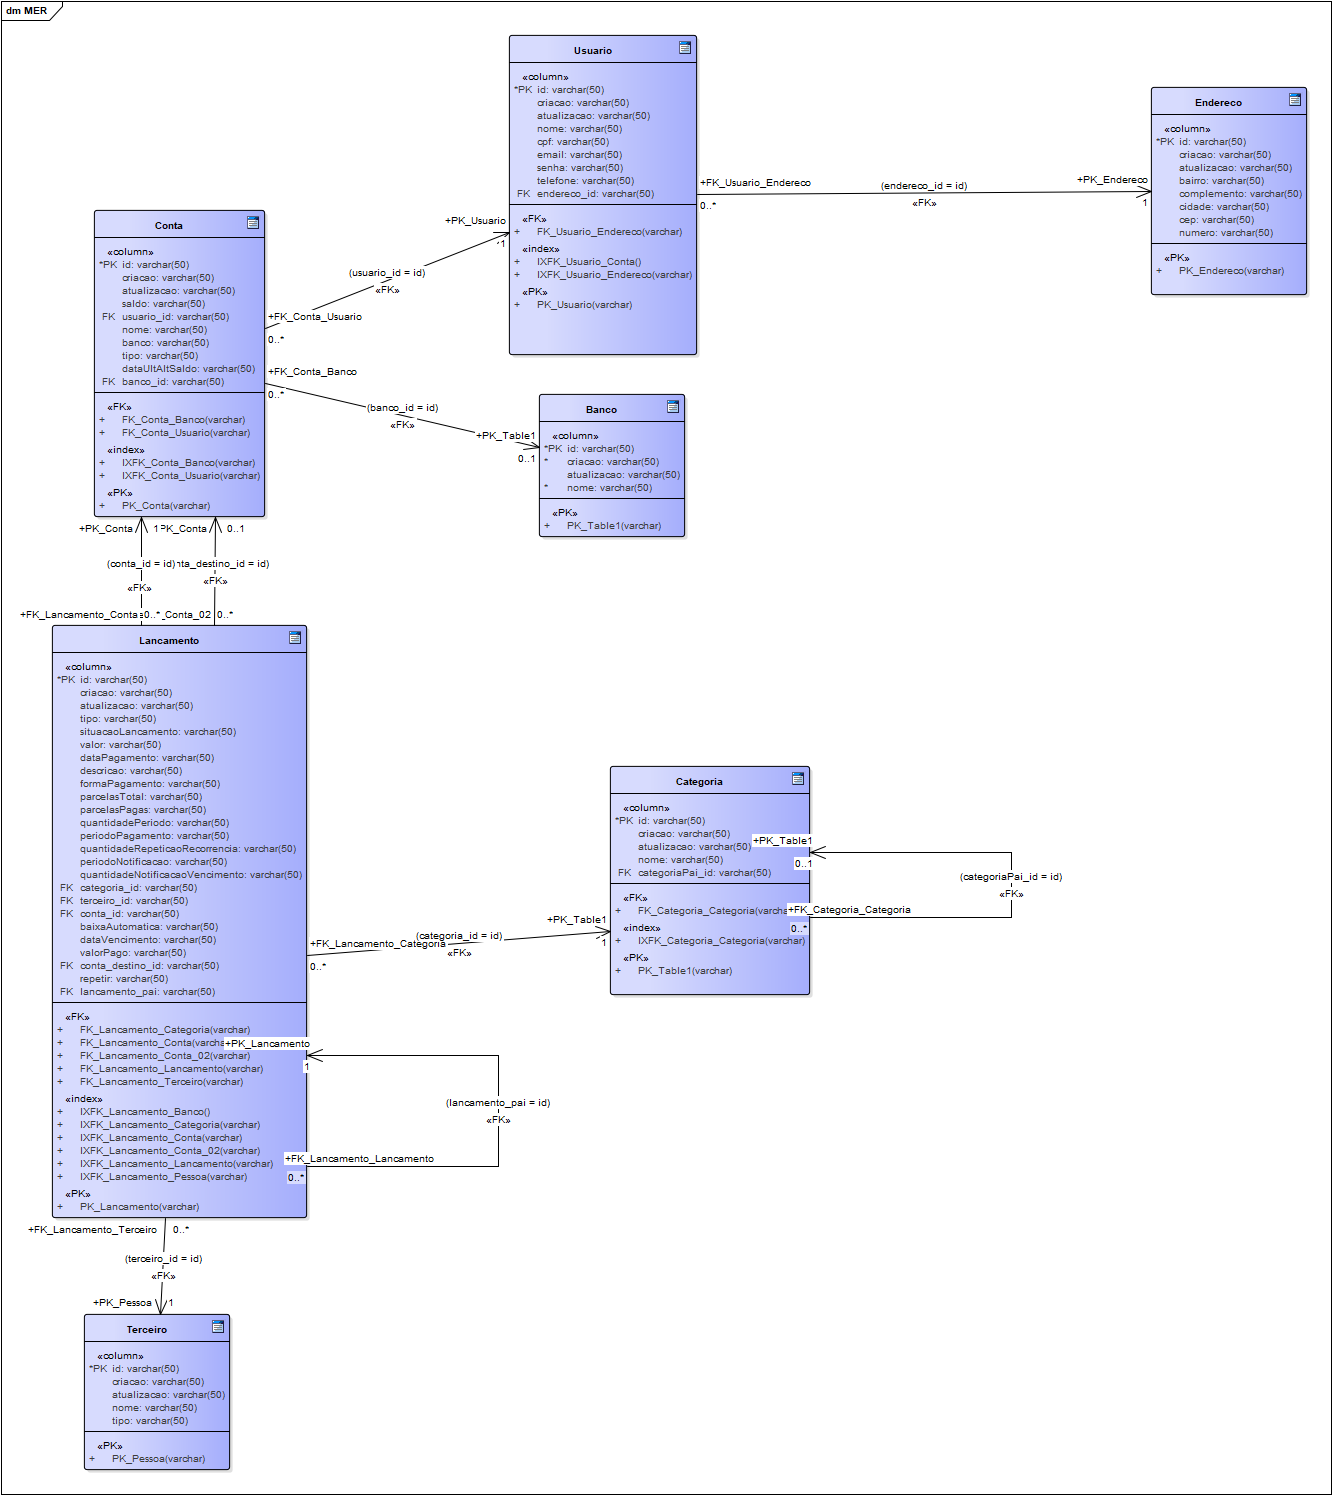 dm MER
Usuario
«column»
*PK id: varchar(50)
criacao: varchar(50)
atualizacao: varchar(50)
nome: varchar(50)
cpf: varchar(50)
email: varchar(50)
senha: varchar(50)
telefone: varchar(50)
FK endereco_id: varchar(50)
«FK»
+ FK_Usuario_Endereco(varchar)
«index»
+ IXFK_Usuario_Conta()
+ IXFK_Usuario_Endereco(varchar)
«PK»
+ PK_Usuario(varchar)
+FK_Usuario_Endereco
0..*
(endereco_id = id)
«FK»
+PK_Endereco
1
Endereco
«column»
*PK id: varchar(50)
criacao: varchar(50)
atualizacao: varchar(50)
bairro: varchar(50)
complemento: varchar(50)
cidade: varchar(50)
cep: varchar(50)
numero: varchar(50)
«PK»
+ PK_Endereco(varchar)
Conta
«column»
*PK id: varchar(50)
criacao: varchar(50)
atualizacao: varchar(50)
saldo: varchar(50)
FK usuario_id: varchar(50)
nome: varchar(50)
banco: varchar(50)
tipo: varchar(50)
dataUltAltSaldo: varchar(50)
FK banco_id: varchar(50)
«FK»
+ FK_Conta_Banco(varchar)
+ FK_Conta_Usuario(varchar)
«index»
+ IXFK_Conta_Banco(varchar)
+ IXFK_Conta_Usuario(varchar)
«PK»
+ PK_Conta(varchar)
+PK_Usuario
1
(usuario_id = id)
«FK»
+FK_Conta_Usuario
0..*
+FK_Conta_Banco
0..*
(banco_id = id)
«FK»
+PK_Table1
0..1
Banco
«column»
*PK id: varchar(50)
* criacao: varchar(50)
atualizacao: varchar(50)
* nome: varchar(50)
«PK»
+ PK_Table1(varchar)
+PK_Conta
1
PK_Conta
0..1
(conta_id = id)
ta_destino_id = id)
«FK»
«FK»
+FK_Lancamento_Conta
0..*
_Conta_02
0..*
Lancamento
«column»
*PK id: varchar(50)
criacao: varchar(50)
atualizacao: varchar(50)
tipo: varchar(50)
situacaoLancamento: varchar(50)
valor: varchar(50)
dataPagamento: varchar(50)
descricao: varchar(50)
formaPagamento: varchar(50)
parcelasTotal: varchar(50)
parcelasPagas: varchar(50)
quantidadePeriodo: varchar(50)
periodoPagamento: varchar(50)
quantidadeRepeticaoRecorrencia: varchar(50)
periodoNotificacao: varchar(50)
quantidadeNotificacaoVencimento: varchar(50)
FK categoria_id: varchar(50)
FK terceiro_id: varchar(50)
FK conta_id: varchar(50)
baixaAutomatica: varchar(50)
dataVencimento: varchar(50)
valorPago: varchar(50)
FK conta_destino_id: varchar(50)
repetir: varchar(50)
FK lancamento_pai: varchar(50)
«FK»
+ FK_Lancamento_Categoria(varchar)
+ FK_Lancamento_Conta(varcha
+ FK_Lancamento_Conta_02(varchar)
+ FK_Lancamento_Lancamento(varchar)
+ FK_Lancamento_Terceiro(varchar)
«index»
+ IXFK_Lancamento_Banco()
+ IXFK_Lancamento_Categoria(varchar)
+ IXFK_Lancamento_Conta(varchar)
+ IXFK_Lancamento_Conta_02(varchar)
+ IXFK_Lancamento_Lancamento(varchar)
+ IXFK_Lancamento_Pessoa(varchar)
«PK»
+ PK_Lancamento(varchar)
+FK_Lancamento_Categoria
0..*
(categoria_id = id)
«FK»
+PK_Table1
1
Categoria
«column»
*PK id: varchar(50)
criacao: varchar(50)
atualizacao: varchar(50)
nome: varchar(50)
FK categoriaPai_id: varchar(50)
«FK»
+ FK_Categoria_Categoria(varcha
«index»
+ IXFK_Categoria_Categoria(varchar)
«PK»
+ PK_Table1(varchar)
+PK_Table1
0..1
(categoriaPai_id = id)
«FK»
+FK_Categoria_Categoria
0..*
+PK_Lancamento
1
(lancamento_pai = id)
«FK»
+FK_Lancamento_Lancamento
0..*
+FK_Lancamento_Terceiro
0..*
(terceiro_id = id)
«FK»
+PK_Pessoa
1
Terceiro
«column»
*PK id: varchar(50)
criacao: varchar(50)
atualizacao: varchar(50)
nome: varchar(50)
tipo: varchar(50)
«PK»
+ PK_Pessoa(varchar)